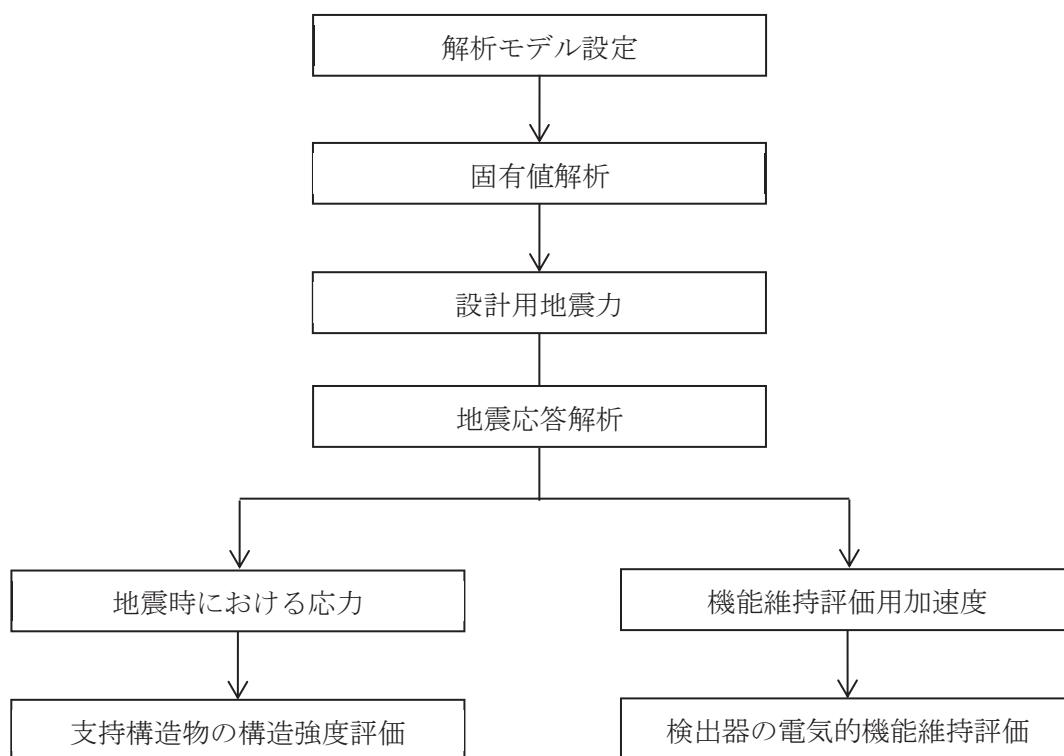 解析モデル設定
固有値解析
設計用地震力
地震応答解析
地震時における応力
機能維持評価用加速度
支持構造物の構造強度評価
検出器の電気的機能維持評価